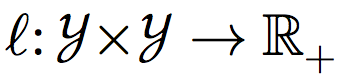 ℓ: 𝒴×𝒴 → ℝ₊